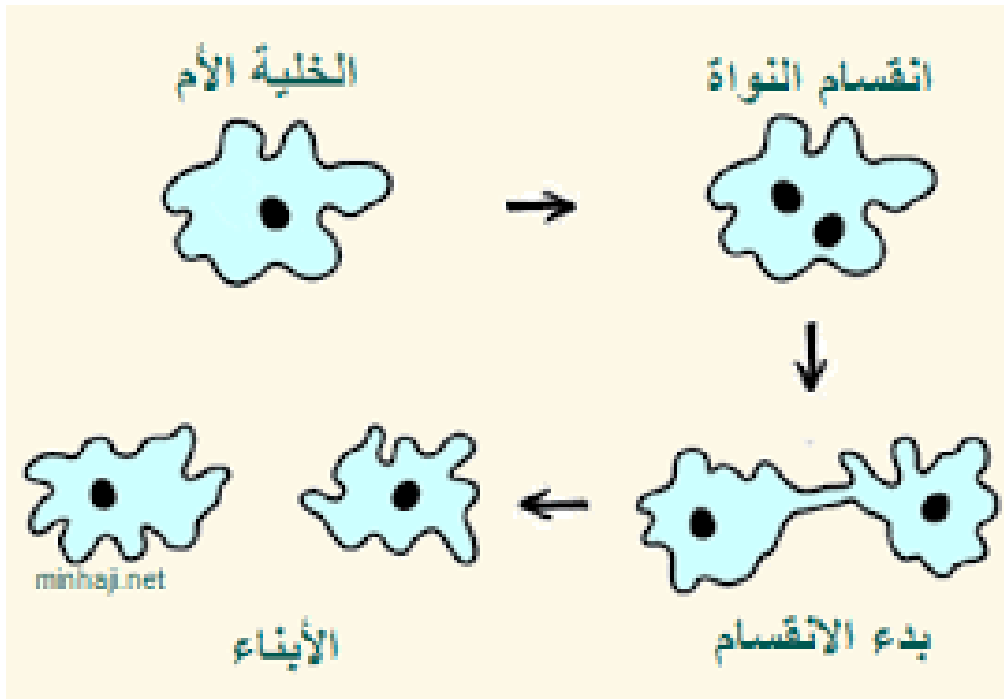 الخلية الأم
انقسام النواة
بدء الانقسام
الأبناء
minhaji.net